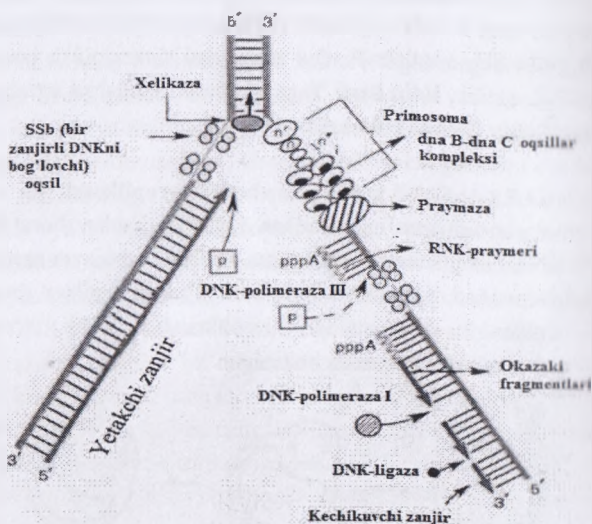 5′ 3′
Xelikaza
SSb (bir
zanjirli DNKni
bog'lovchi)
oqsil
n′
n
Primosoma
dna B-dna C oqsillar
kompleksi
Praymaza
RNK-praymeri
pppA
p
DNK-polimeraza III
p
pppA
Okazaki
fragmentlari
Yetakchi zanjir
DNK-polimeraza I
DNK-ligaza
3′ 5′
3′ 5′
Kechikuvchi zanjir